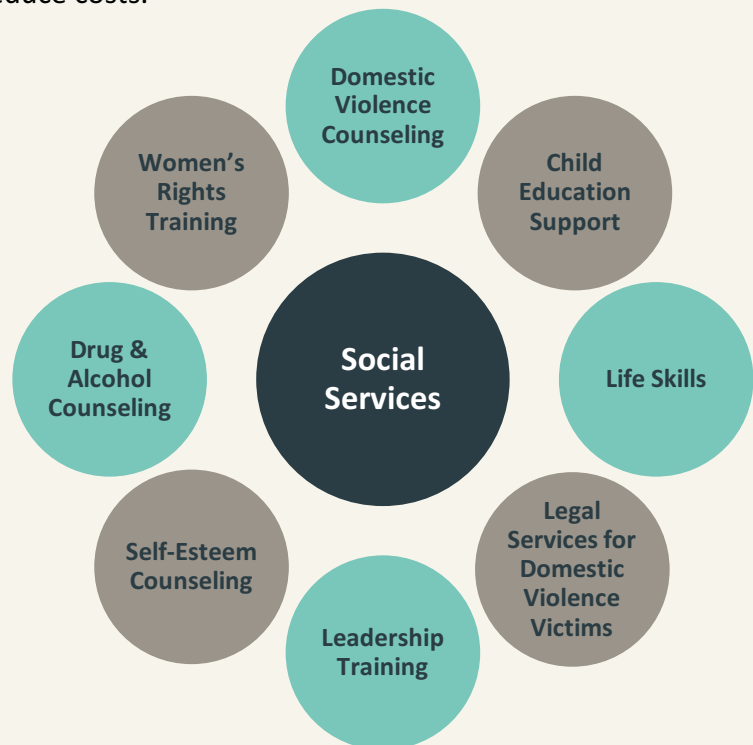 costs.
Domestic
Violence
Counseling
Women’s
Rights
Training
Child
Education
Support
Drug &
Alcohol
Counseling
Social
Services
Life Skills
Self-Esteem
Counseling
Legal
Services for
Domestic
Violence
Victims
Leadership
Training